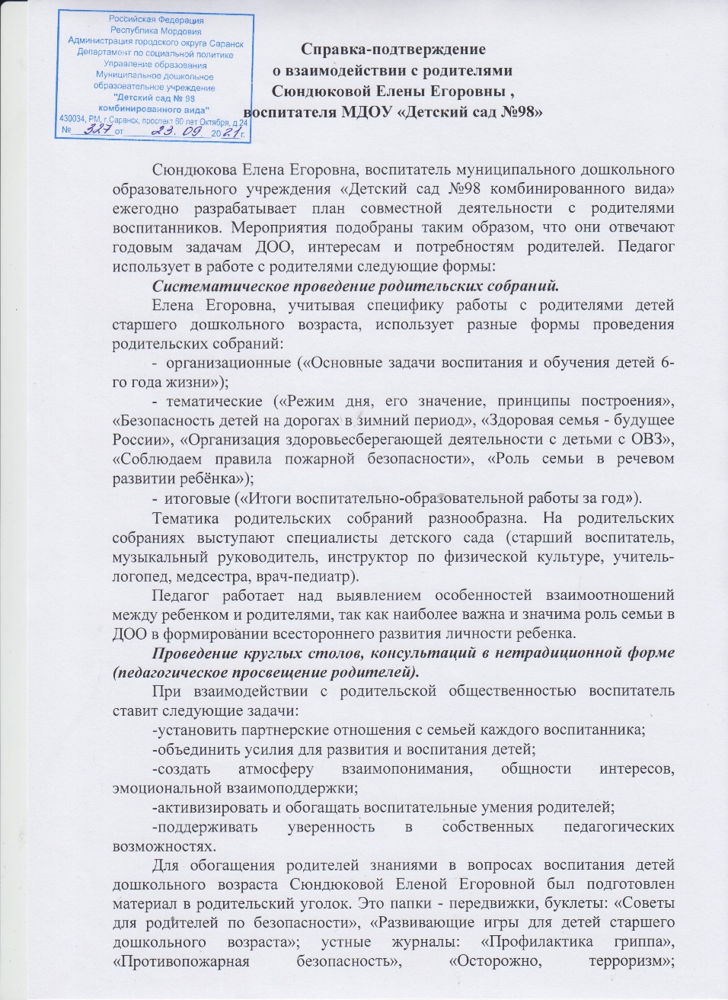 Российская Федерация
Республика Мордовия
Администрация городского округа Саранск
Департамент по социальной политике
Управление образования
Муниципальное дошкольное
образовательное учреждение
"Детский сад № 98
комбинированного вида"
430034, РМ, г.Саранск, проспект 60 лет Октября, д.24
№ 327 от 23.09. 2021 г.
Справка-подтверждение
о взаимодействии с родителями
Сюндюковой Елены Егоровны ,
воспитателя МДОУ «Детский сад №98»
Сюндюкова Елена Егоровна, воспитатель муниципального дошкольного
образовательного учреждения «Детский сад №98 комбинированного вида»
ежегодно разрабатывает план совместной деятельности с родителями
воспитанников. Мероприятия подобраны таким образом, что они отвечают
годовым задачам ДОО, интересам и потребностям родителей. Педагог
использует в работе с родителями следующие формы:
Систематическое проведение родительских собраний.
Елена Егоровна, учитывая специфику работы с родителями детей
старшего дошкольного возраста, использует разные формы проведения
родительских собраний:
- организационные («Основные задачи воспитания и обучения детей 6-
го года жизни»);
- тематические («Режим дня, его значение, принципы построения»,
«Безопасность детей на дорогах в зимний период», «Здоровая семья - будущее
России», «Организация здоровьесберегающей деятельности с детьми с ОВЗ»,
«Соблюдаем правила пожарной безопасности», «Роль семьи в речевом
развитии ребёнка»);
- итоговые («Итоги воспитательно-образовательной работы за год»).
Тематика родительских собраний разнообразна. На родительских
собраниях выступают специалисты детского сада (старший воспитатель,
музыкальный руководитель, инструктор по физической культуре, учитель-
логопед, медсестра, врач-педиатр).
Педагог работает над выявлением особенностей взаимоотношений
между ребенком и родителями, так как наиболее важна и значима роль семьи в
ДОО в формировании всестороннего развития личности ребенка.
Проведение круглых столов, консультаций в нетрадиционной форме
(педагогическое просвещение родителей).
При взаимодействии с родительской общественностью воспитатель
ставит следующие задачи:
-установить партнерские отношения с семьей каждого воспитанника;
-объединить усилия для развития и воспитания детей;
-создать атмосферу взаимопонимания, общности интересов,
эмоциональной взаимоподдержки;
-активизировать и обогащать воспитательные умения родителей;
-поддерживать уверенность в собственных педагогических
возможностях.
Для обогащения родителей знаниями в вопросах воспитания детей
дошкольного возраста Сюндюковой Еленой Егоровной был подготовлен
материал в родительский уголок. Это папки - передвижки, буклеты: «Советы
для родителей по безопасности», «Развивающие игры для детей старшего
дошкольного возраста»; устные журналы: «Профилактика гриппа»,
«Противопожарная безопасность», «Осторожно, терроризм»;